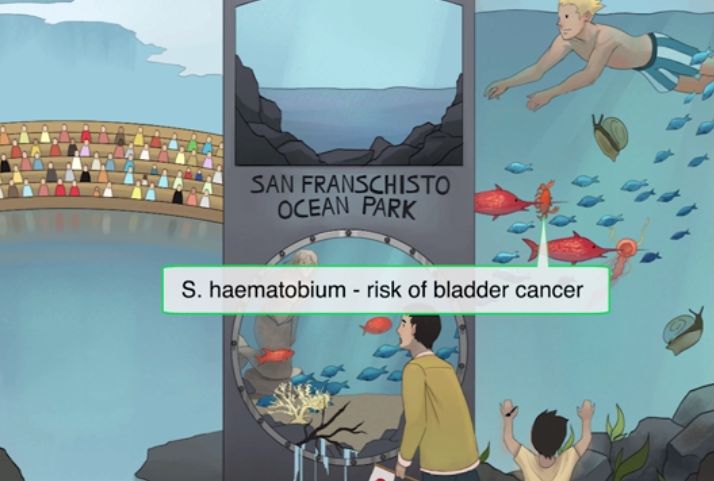 SAN FRANSCHISTO
OCEAN PARK
S. haematobium - risk of bladder cancer